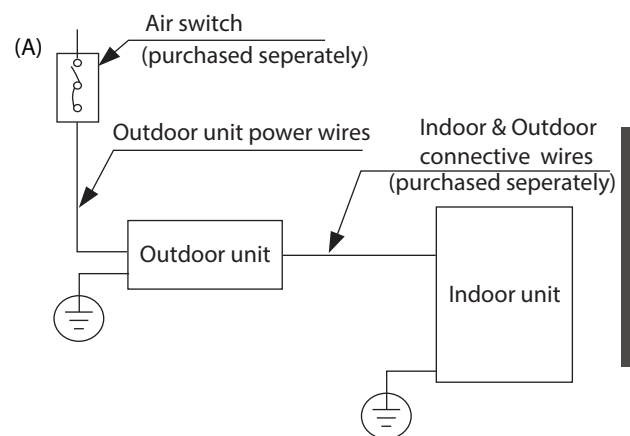 (A)
Air switch
(purchased seperately)
Outdoor unit power wires
Indoor & Outdoor
connective wires
(purchased seperately)
Outdoor unit
Indoor unit